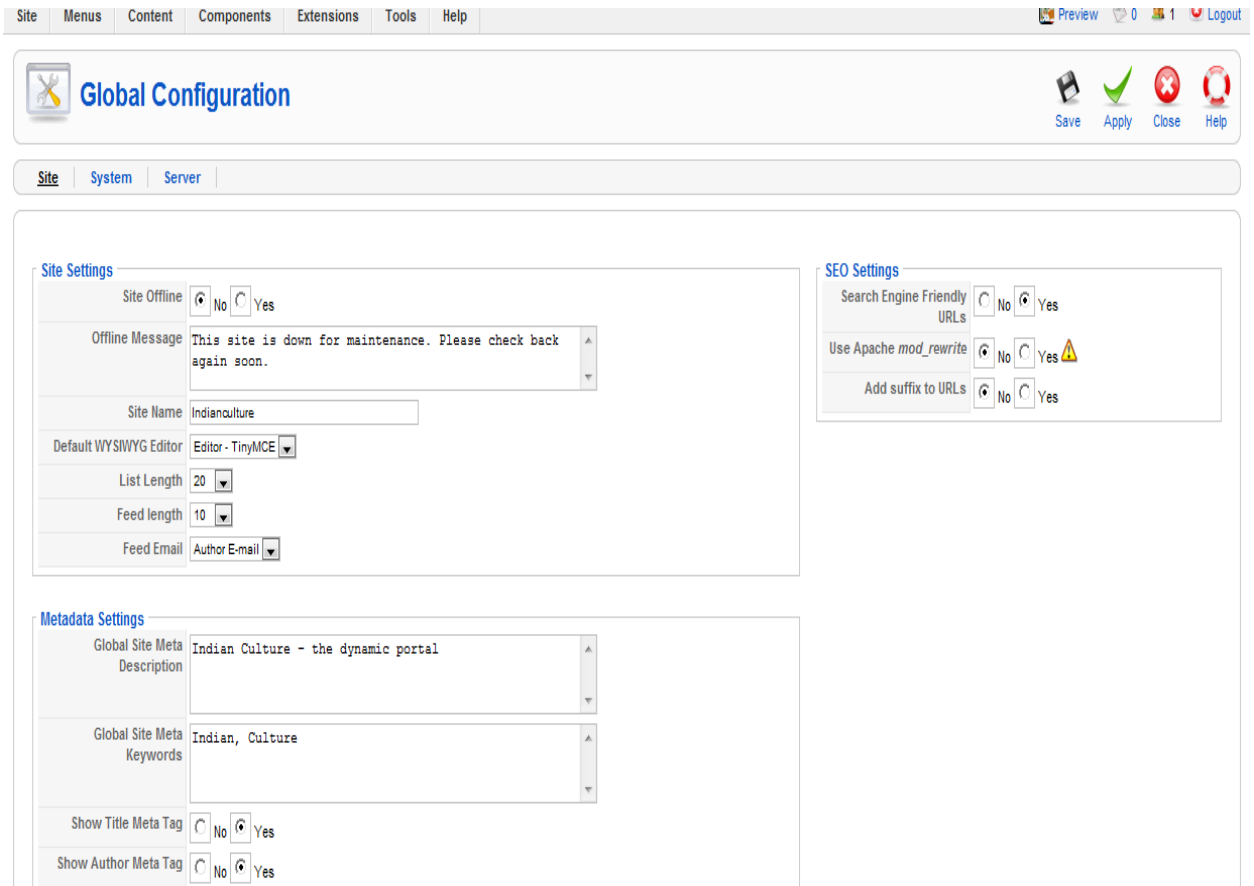 Site Menus Content Components Extensions Tools Help Preview 0 1 Logout
Global Configuration
Save Apply Close Help
Site System Server
Site Settings
Site Offline No Yes
Offline Message This site is down for maintenance. Please check back
again soon.
Site Name Indianculture
Default WYSIWYG Editor Editor - TinyMCE
List Length 20
Feed length 10
Feed Email Author E-mail
SEO Settings
Search Engine Friendly
URLs No Yes
Use Apache mod_rewrite No Yes
Add suffix to URLs No Yes
Metadata Settings
Global Site Meta
Description
Indian Culture - the dynamic portal
Global Site Meta
Keywords
Indian, Culture
Show Title Meta Tag No Yes
Show Author Meta Tag No Yes